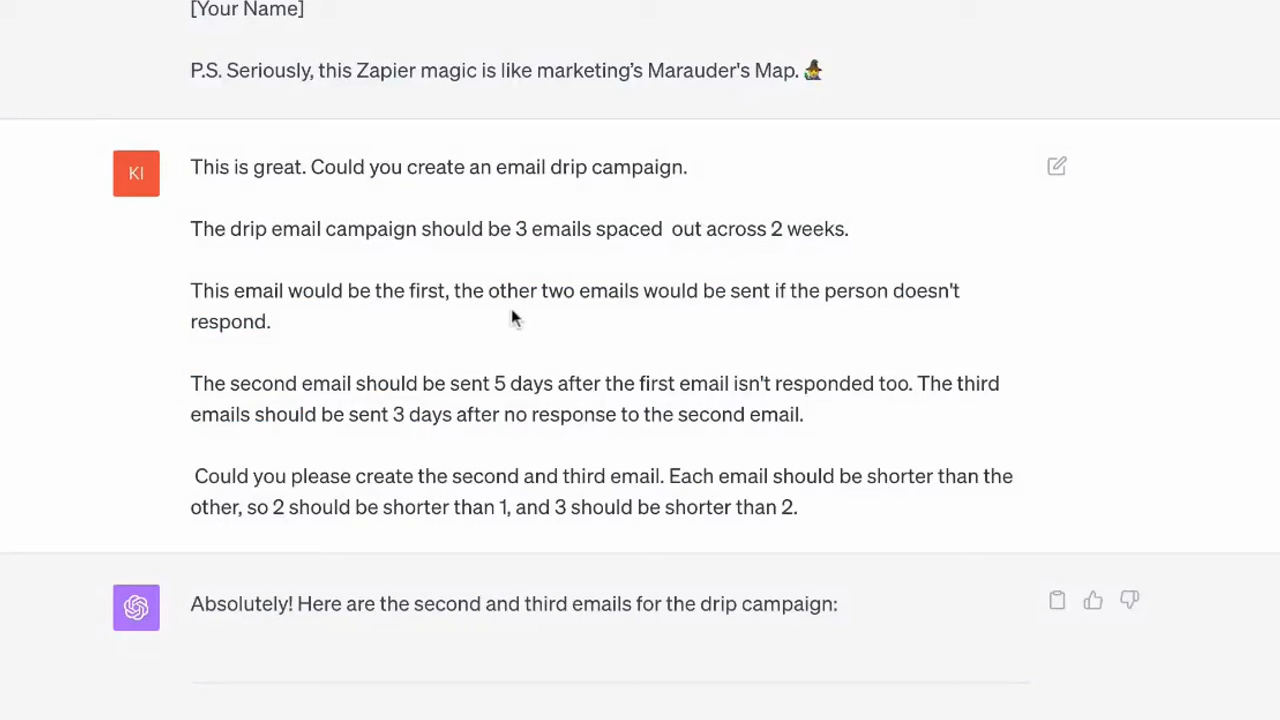 [Your Name]
P.S. Seriously, this Zapier magic is like marketing’s Marauder's Map. 🧙‍♀️
KI
This is great. Could you create an email drip campaign.
The drip email campaign should be 3 emails spaced  out across 2 weeks.
This email would be the first, the other two emails would be sent if the person doesn't
respond.
The second email should be sent 5 days after the first email isn't responded too. The third
emails should be sent 3 days after no response to the second email.
Could you please create the second and third email. Each email should be shorter than the
other, so 2 should be shorter than 1, and 3 should be shorter than 2.
Absolutely! Here are the second and third emails for the drip campaign: